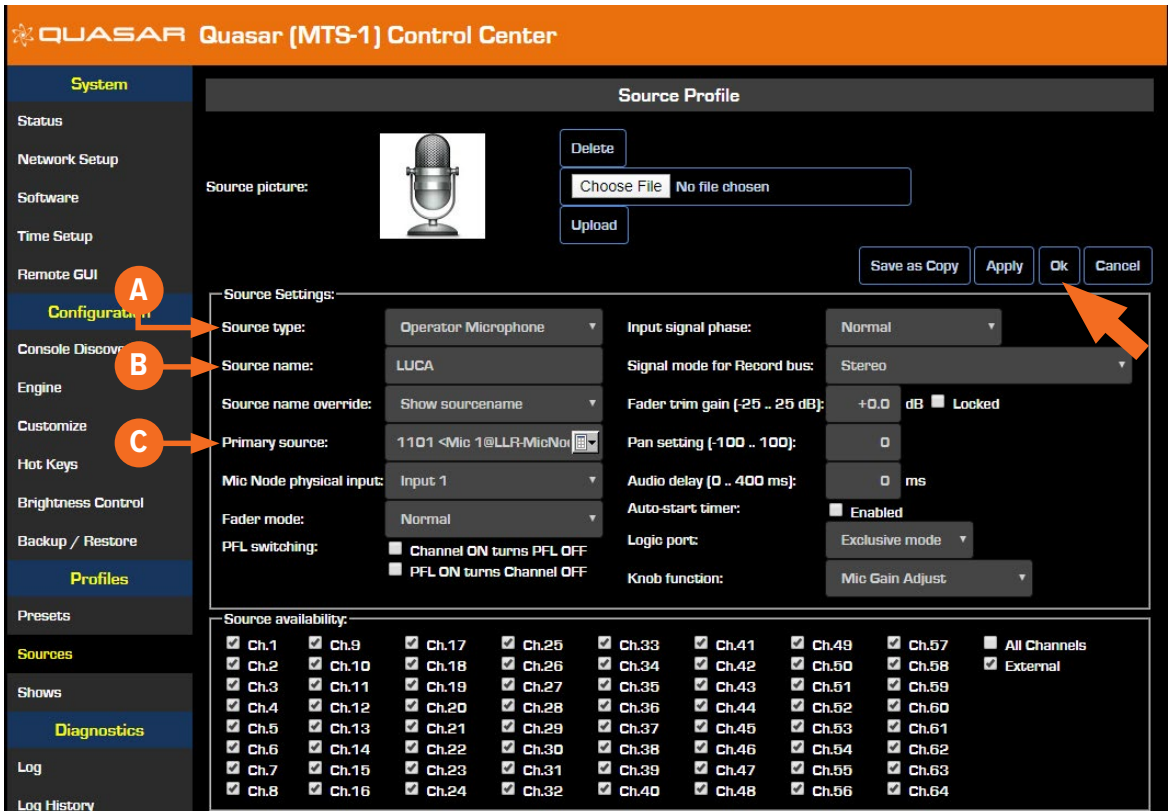 QUASAR Quasar (MTS-1) Control Center
System
Status
Network Setup
Software
Time Setup
Remote GUI
Configuration
Console Discove
Engine
Customize
Hot Keys
Brightness Control
Backup / Restore
Profiles
Presets
Sources
Shows
Diagnostics
Log
Log History
Source Profile
Source picture:
Delete
Choose File No file chosen
Upload
Save as Copy Apply Ok Cancel
A
B
C
Source Settings:
Source type: Operator Microphone
Source name: LUCA
Source name override: Show sourcename
Primary source: 1101 <Mic 1@LLR-MicNo
Mic Node physical input: Input 1
Fader mode: Normal
PFL switching: Channel ON turns PFL OFF
PFL ON turns Channel OFF
Input signal phase: Normal
Signal mode for Record bus: Stereo
Fader trim gain (-25 .. 25 dB): +0.0 dB Locked
Pan setting (-100 .. 100): 0
Audio delay (0 .. 400 ms): 0 ms
Auto-start timer: Enabled
Logic port: Exclusive mode
Knob function: Mic Gain Adjust
Source availability:
Ch.1 Ch.9 Ch.17 Ch.25 Ch.33 Ch.41 Ch.49 Ch.57 All Channels
Ch.2 Ch.10 Ch.18 Ch.26 Ch.34 Ch.42 Ch.50 Ch.58 External
Ch.3 Ch.11 Ch.19 Ch.27 Ch.35 Ch.43 Ch.51 Ch.59
Ch.4 Ch.12 Ch.20 Ch.28 Ch.36 Ch.44 Ch.52 Ch.60
Ch.5 Ch.13 Ch.21 Ch.29 Ch.37 Ch.45 Ch.53 Ch.61
Ch.6 Ch.14 Ch.22 Ch.30 Ch.38 Ch.46 Ch.54 Ch.62
Ch.7 Ch.15 Ch.23 Ch.31 Ch.39 Ch.47 Ch.55 Ch.63
Ch.8 Ch.16 Ch.24 Ch.32 Ch.40 Ch.48 Ch.56 Ch.64